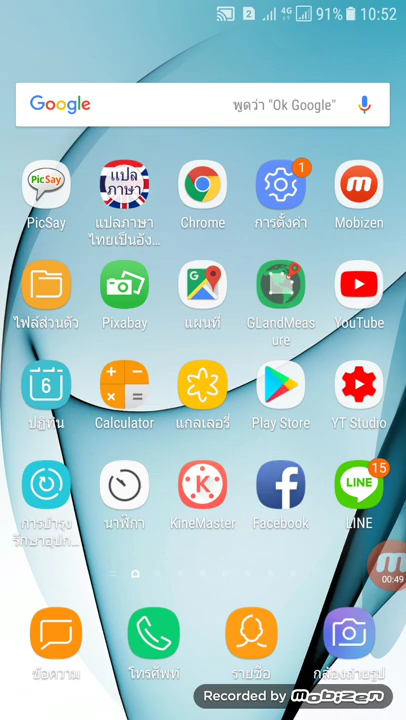 2 4G 91% 10:52
Google พูดว่า "Ok Google"
PicSay แปล ภาษา 1 m
PicSay แปลภาษา Chrome การตั้งค่า Mobizen
ไทยเป็นอัง...
G
ไฟล์ส่วนตัว Pixabay แผนที่ GLandMeas YouTube
ure
6 + − × =
ปฏิทิน Calculator แกลเลอรี่ Play Store YT Studio
K f LINE 15
การบำรุง นาฬิกา KineMaster Facebook LINE
รักษาอุปก...
m
00:49
ข้อความ โทรศัพท์ รายชื่อ กล้องถ่ายรูป
Recorded by mobizen